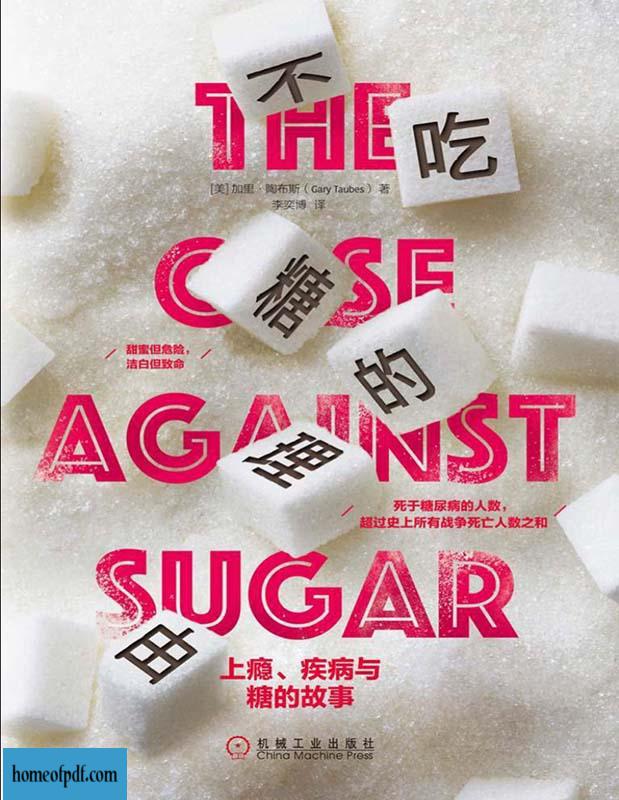 不
THE
吃
[美] 加里·陶布斯（Gary Taubes）著
李奕博 译
CASE
糖
甜蜜但危险，
洁白但致命
的
AGAINST
理
死于糖尿病的人数，
超过史上所有战争死亡人数之和
SUGAR
由
上瘾、疾病与
糖的故事
机械工业出版社
China Machine Press
homeofpdf.com